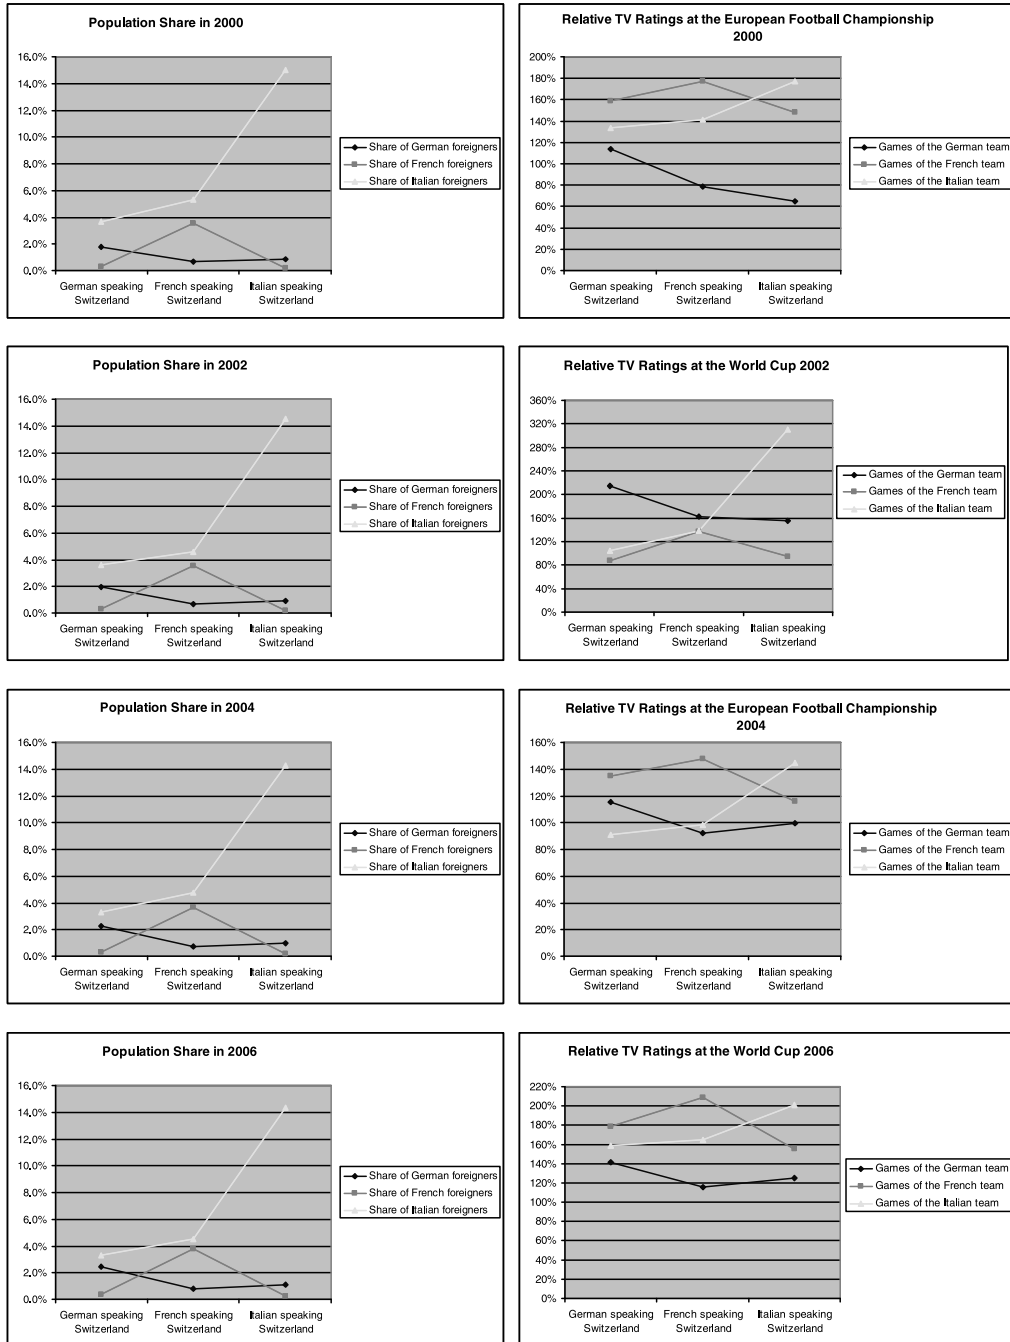 Population Share in 2000
16.0%
14.0%
12.0%
10.0%
8.0%
6.0%
4.0%
2.0%
0.0%
German speaking Switzerland
French speaking Switzerland
Italian speaking Switzerland
Share of German foreigners
Share of French foreigners
Share of Italian foreigners
Relative TV Ratings at the European Football Championship
2000
200%
180%
160%
140%
120%
100%
80%
60%
40%
20%
0%
German speaking Switzerland
French speaking Switzerland
Italian speaking Switzerland
Games of the German team
Games of the French team
Games of the Italian team
Population Share in 2002
16.0%
14.0%
12.0%
10.0%
8.0%
6.0%
4.0%
2.0%
0.0%
German speaking Switzerland
French speaking Switzerland
Italian speaking Switzerland
Share of German foreigners
Share of French foreigners
Share of Italian foreigners
Relative TV Ratings at the World Cup 2002
360%
320%
280%
240%
200%
160%
120%
80%
40%
0%
German speaking Switzerland
French speaking Switzerland
Italian speaking Switzerland
Games of the German team
Games of the French team
Games of the Italian team
Population Share in 2004
16.0%
14.0%
12.0%
10.0%
8.0%
6.0%
4.0%
2.0%
0.0%
German speaking Switzerland
French speaking Switzerland
Italian speaking Switzerland
Share of German foreigners
Share of French foreigners
Share of Italian foreigners
Relative TV Ratings at the European Football Championship
2004
160%
140%
120%
100%
80%
60%
40%
20%
0%
German speaking Switzerland
French speaking Switzerland
Italian speaking Switzerland
Games of the German team
Games of the French team
Games of the Italian team
Population Share in 2006
16.0%
14.0%
12.0%
10.0%
8.0%
6.0%
4.0%
2.0%
0.0%
German speaking Switzerland
French speaking Switzerland
Italian speaking Switzerland
Share of German foreigners
Share of French foreigners
Share of Italian foreigners
Relative TV Ratings at the World Cup 2006
220%
200%
180%
160%
140%
120%
100%
80%
60%
40%
20%
0%
German speaking Switzerland
French speaking Switzerland
Italian speaking Switzerland
Games of the German team
Games of the French team
Games of the Italian team